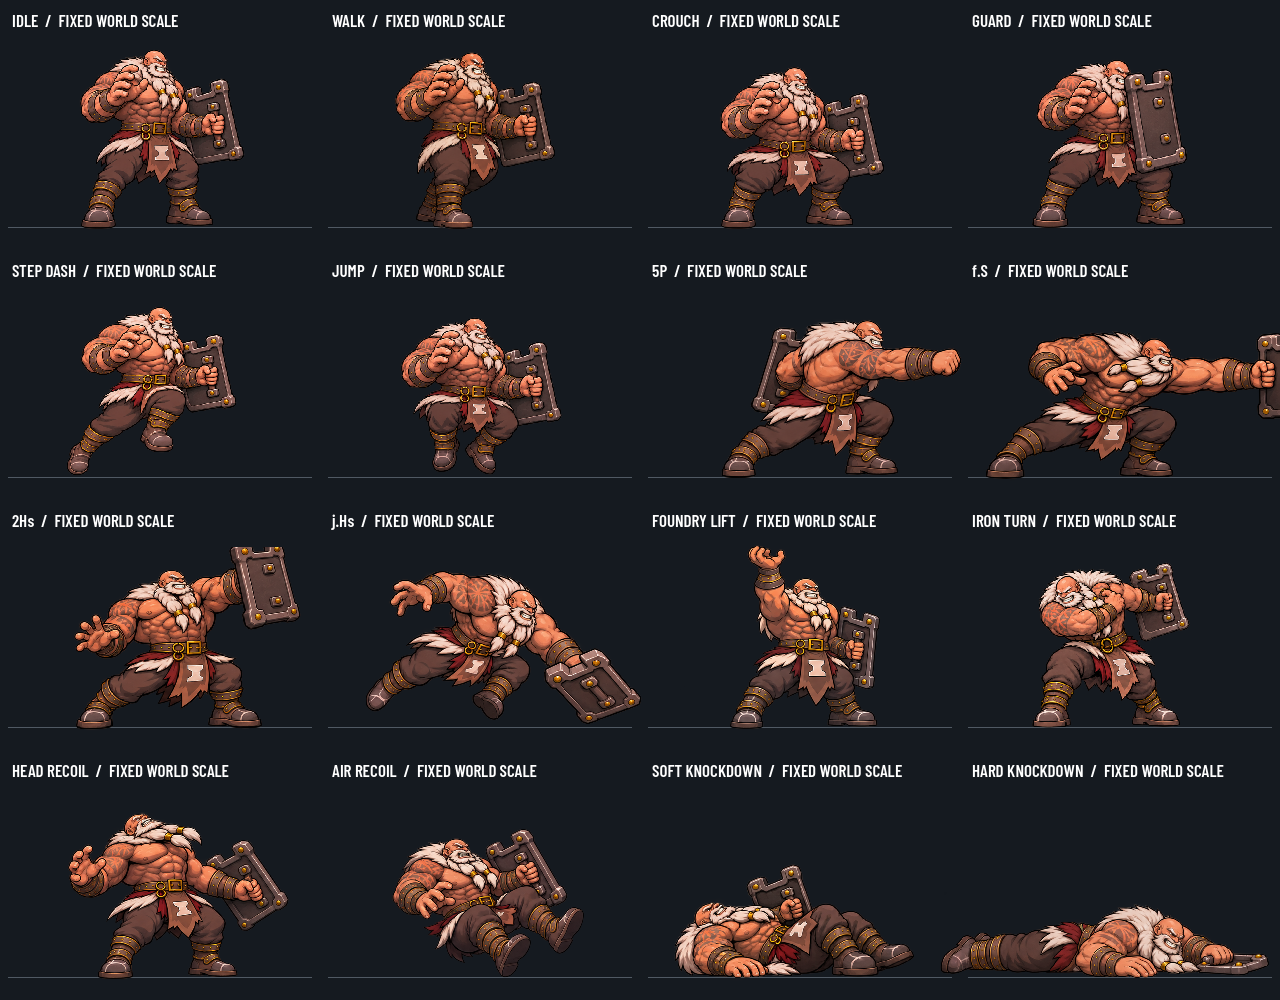 IDLE / FIXED WORLD SCALE
WALK / FIXED WORLD SCALE
CROUCH / FIXED WORLD SCALE
GUARD / FIXED WORLD SCALE
STEP DASH / FIXED WORLD SCALE
JUMP / FIXED WORLD SCALE
5P / FIXED WORLD SCALE
f.S / FIXED WORLD SCALE
2Hs / FIXED WORLD SCALE
j.Hs / FIXED WORLD SCALE
FOUNDRY LIFT / FIXED WORLD SCALE
IRON TURN / FIXED WORLD SCALE
HEAD RECOIL / FIXED WORLD SCALE
AIR RECOIL / FIXED WORLD SCALE
SOFT KNOCKDOWN / FIXED WORLD SCALE
HARD KNOCKDOWN / FIXED WORLD SCALE